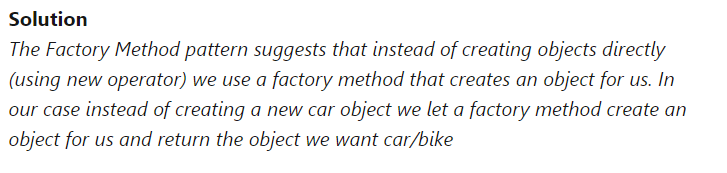 Solution
The Factory Method pattern suggests that instead of creating objects directly
(using new operator) we use a factory method that creates an object for us. In
our case instead of creating a new car object we let a factory method create an
object for us and return the object we want car/bike